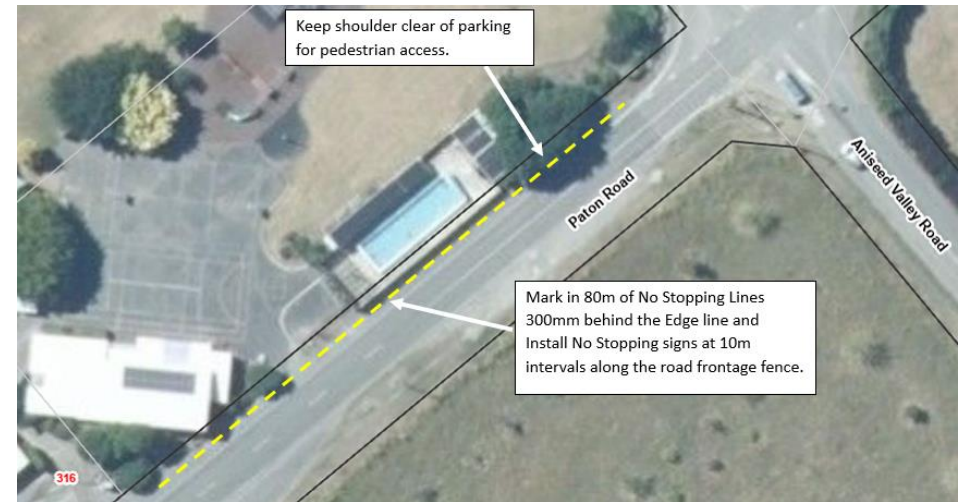 Keep shoulder clear of parking
for pedestrian access.
Paton Road
Aniseed Valley Road
Mark in 80m of No Stopping Lines
300mm behind the Edge line and
Install No Stopping signs at 10m
intervals along the road frontage fence.
316